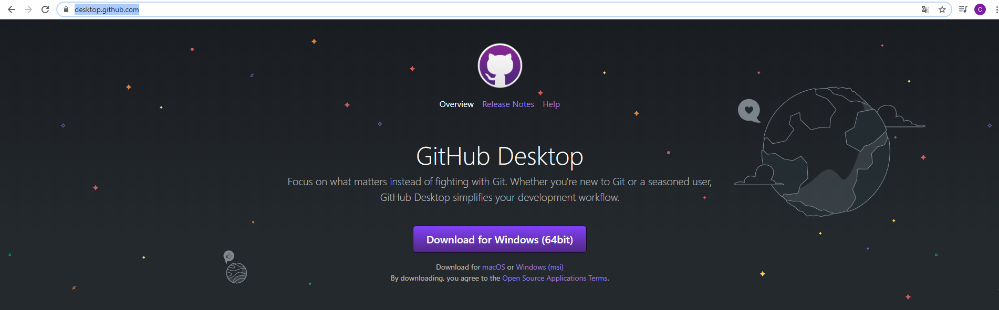 desktop.github.com
C
Overview Release Notes Help
GitHub Desktop
Focus on what matters instead of fighting with Git. Whether you're new to Git or a seasoned user,
GitHub Desktop simplifies your development workflow.
Download for Windows (64bit)
Download for macOS or Windows (msi)
By downloading, you agree to the Open Source Applications Terms.